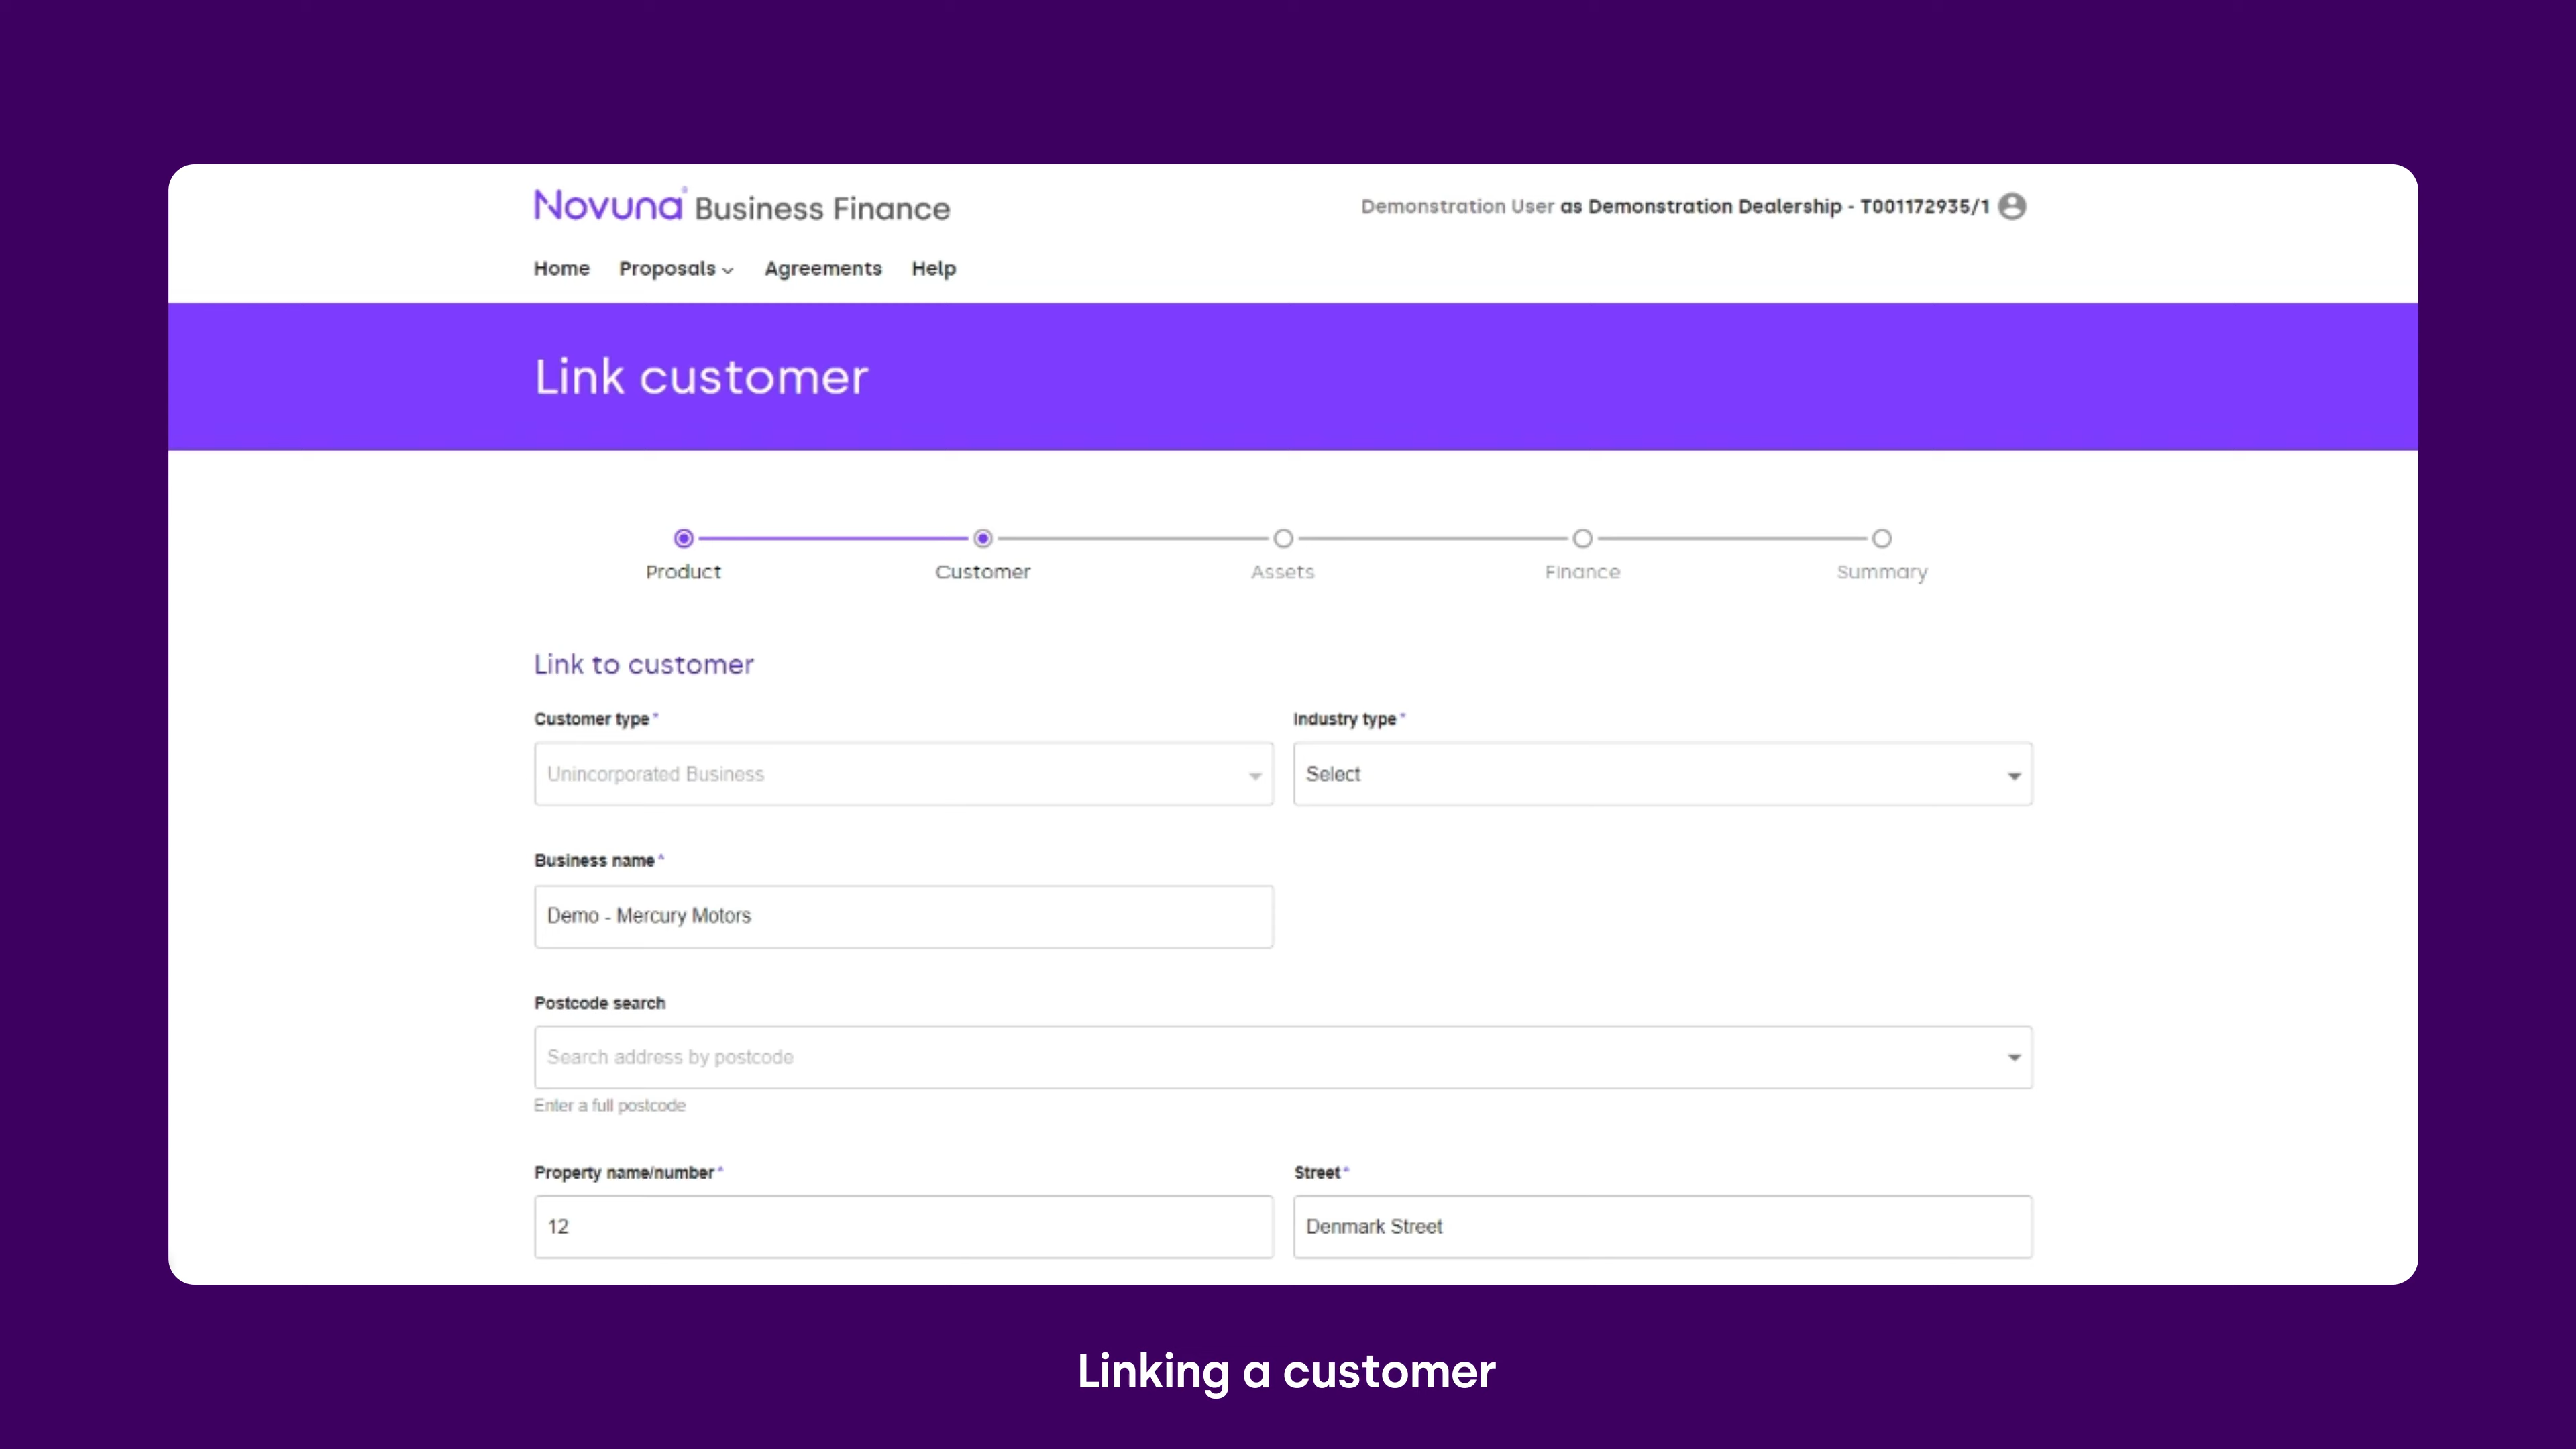 Novuna Business Finance
Demonstration User as Demonstration Dealership - T001172935/1
Home Proposals Agreements Help
Link customer
Product Customer Assets Finance Summary
Link to customer
Customer type* Industry type*
Unincorporated Business Select
Business name*
Demo - Mercury Motors
Postcode search
Search address by postcode
Enter a full postcode
Property name/number* Street*
12 Denmark Street
Linking a customer